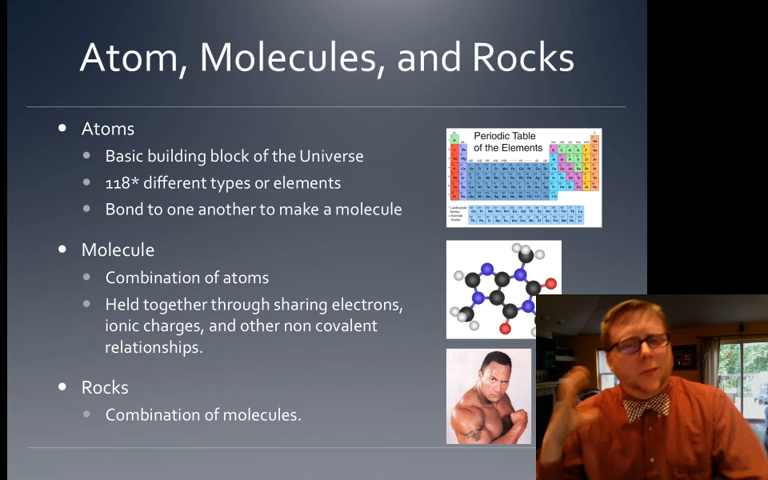 Atom, Molecules, and Rocks
Atoms
Basic building block of the Universe
118* different types or elements
Bond to one another to make a molecule
Molecule
Combination of atoms
Held together through sharing electrons,
ionic charges, and other non covalent
relationships.
Rocks
Combination of molecules.
Periodic Table
of the Elements